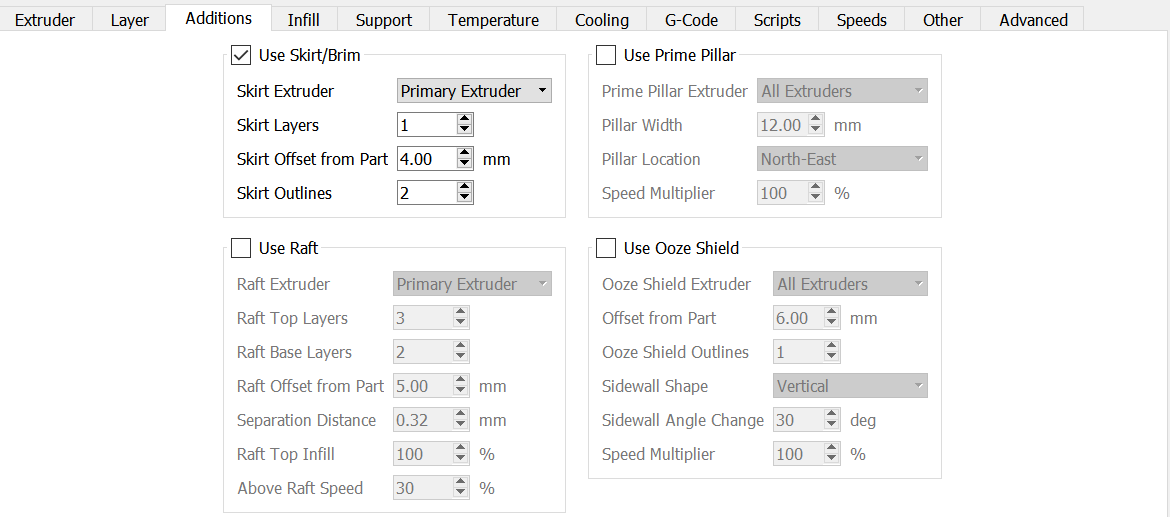 Extruder Layer Additions Infill Support Temperature Cooling G-Code Scripts Speeds Other Advanced
Use Skirt/Brim
Skirt Extruder Primary Extruder
Skirt Layers 1
Skirt Offset from Part 4.00 mm
Skirt Outlines 2
Use Prime Pillar
Prime Pillar Extruder All Extruders
Pillar Width 12.00 mm
Pillar Location North-East
Speed Multiplier 100 %
Use Raft
Raft Extruder Primary Extruder
Raft Top Layers 3
Raft Base Layers 2
Raft Offset from Part 5.00 mm
Separation Distance 0.32 mm
Raft Top Infill 100 %
Above Raft Speed 30 %
Use Ooze Shield
Ooze Shield Extruder All Extruders
Offset from Part 6.00 mm
Ooze Shield Outlines 1
Sidewall Shape Vertical
Sidewall Angle Change 30 deg
Speed Multiplier 100 %